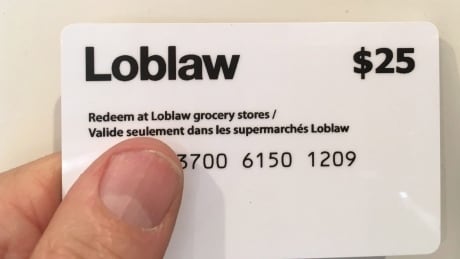 Loblaw $25
Redeem at Loblaw grocery stores /
Valide seulement dans les supermarchés Loblaw
3700 6150 1209